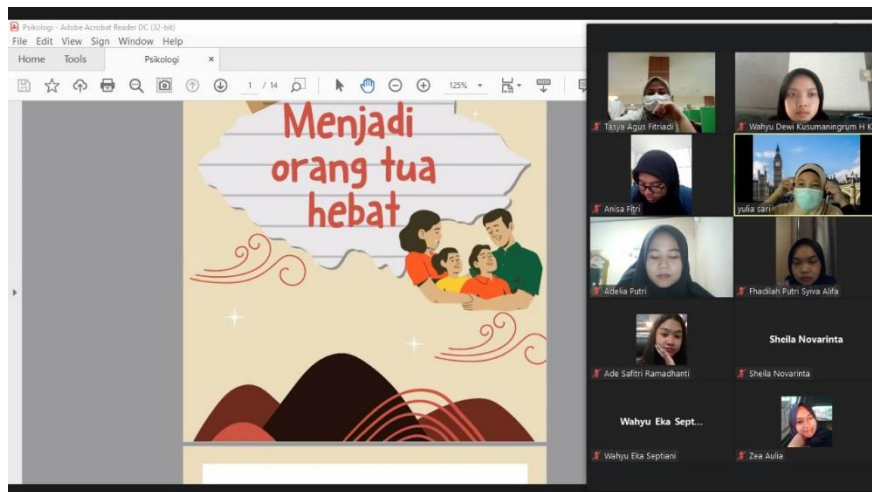 Psikologi - Adobe Acrobat Reader DC (32-bit)
File Edit View Sign Window Help
Home Tools Psikologi ×
1 / 14 125%
Menjadi
orang tua
hebat
Tasya Agus Fitriadi
Wahyu Dewi Kusumaningrum H K
Anisa Fitri
yulia sari
Adelia Putri
Fhadilah Putri Syiva Alifa
Ade Safitri Ramadhanti
Sheila Novarinta
Sheila Novarinta
Wahyu Eka Sept...
Wahyu Eka Septiani
Zea Aulia